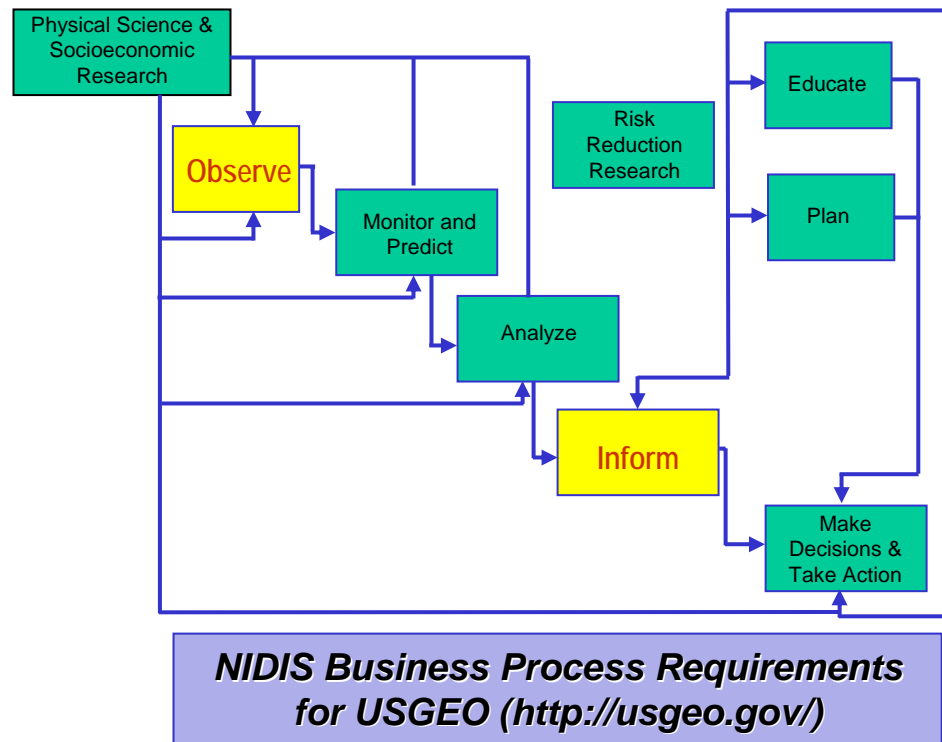 Physical Science &
Socioeconomic
Research
Educate
Risk
Reduction
Research
Observe
Monitor and
Predict
Plan
Analyze
Inform
Make
Decisions &
Take Action
NIDIS Business Process Requirements
for USGEO (http://usgeo.gov/)